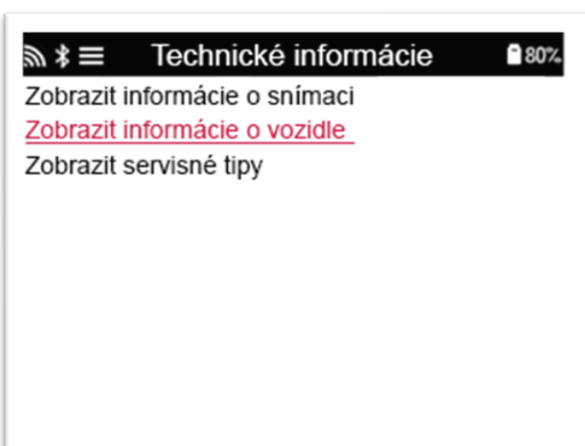 Technické informácie 80%
Zobrazit informácie o snímaci
Zobrazit informácie o vozidle
Zobrazit servisné tipy